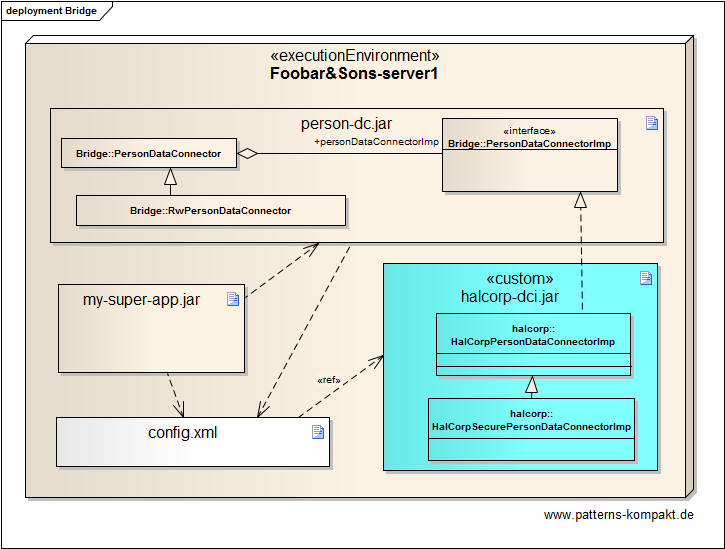 deployment Bridge
«executionEnvironment»
Foobar&Sons-server1
person-dc.jar
Bridge::PersonDataConnector
+personDataConnectorImp
«interface»
Bridge::PersonDataConnectorImp
Bridge::RwPersonDataConnector
my-super-app.jar
«custom»
halcorp-dci.jar
halcorp::
HalCorpPersonDataConnectorImp
«ref»
halcorp::
HalCorpSecurePersonDataConnectorImp
config.xml
www.patterns-kompakt.de